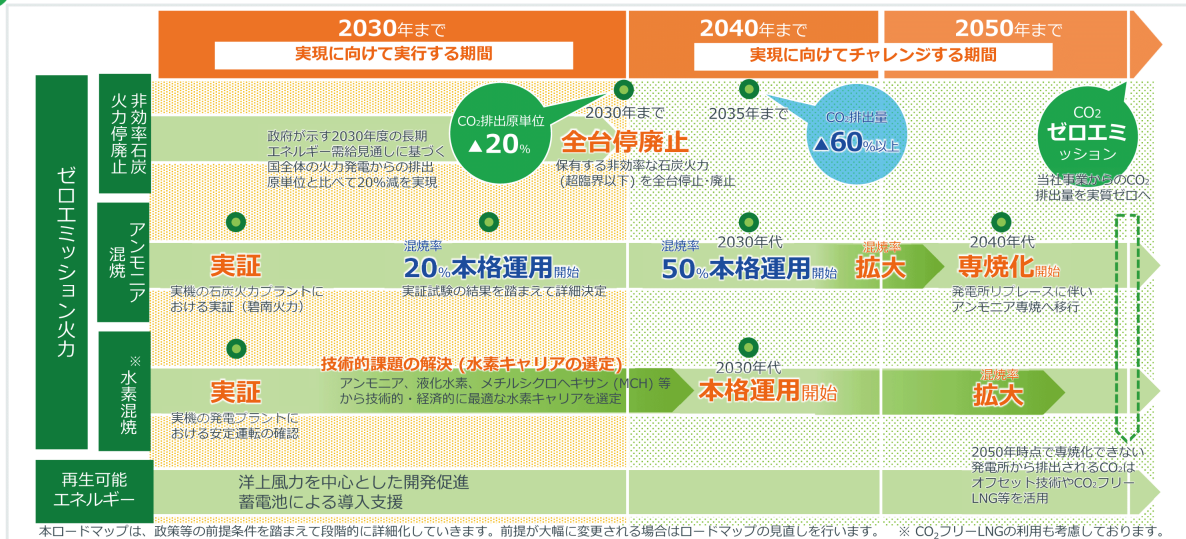 2030年まで
実現に向けて実行する期間
2040年まで
2050年まで
実現に向けてチャレンジする期間
ゼロエミッション火力
非効率石炭
火力停廃止
政府が示す2030年度の長期
エネルギー需給見通しに基づく
国全体の火力発電からの排出
原単位と比べて20%減を実現
CO₂排出原単位
▲20%
2030年まで
全台停廃止
保有する非効率な石炭火力
(超臨界以下) を全台停止・廃止
2035年まで
CO₂排出量
▲60%以上
CO₂
ゼロエミ
ッション
当社事業からのCO₂
排出量を実質ゼロへ
アンモニア
混焼
実証
実機の石炭火力プラントに
おける実証（碧南火力）
混焼率
20%本格運用開始
実証試験の結果を踏まえて詳細決定
2030年代
混焼率
50%本格運用開始
混焼率
拡大
2040年代
専焼化開始
発電所リプレースに伴い
アンモニア専焼へ移行
※水素混焼
実証
実機の発電プラントに
おける安定運転の確認
技術的課題の解決 (水素キャリアの選定)
アンモニア、液化水素、メチルシクロヘキサン (MCH) 等
から技術的・経済的に最適な水素キャリアを選定
2030年代
本格運用開始
混焼率
拡大
2050年時点で専焼化できない
発電所から排出されるCO₂は
オフセット技術やCO₂フリー
LNG等を活用
再生可能
エネルギー
洋上風力を中心とした開発促進
蓄電池による導入支援
本ロードマップは、政策等の前提条件を踏まえて段階的に詳細化していきます。前提が大幅に変更される場合はロードマップの見直しを行います。 ※ CO₂フリーLNGの利用も考慮しております。